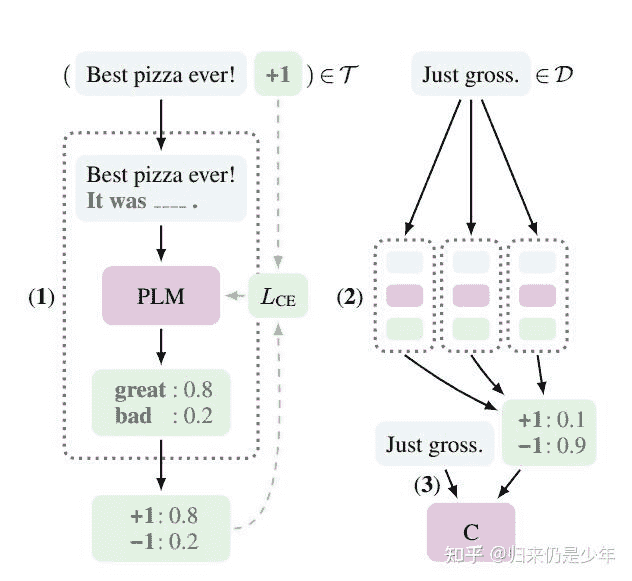 ( Best pizza ever! +1 ) ∈ 𝒯
Just gross. ∈ 𝒟
Best pizza ever!
It was ____ .
(1)
PLM
L_CE
(2)
great : 0.8
bad : 0.2
+1: 0.1
−1: 0.9
Just gross.
(3)
+1: 0.8
−1: 0.2
C
知乎 @归来仍是少年